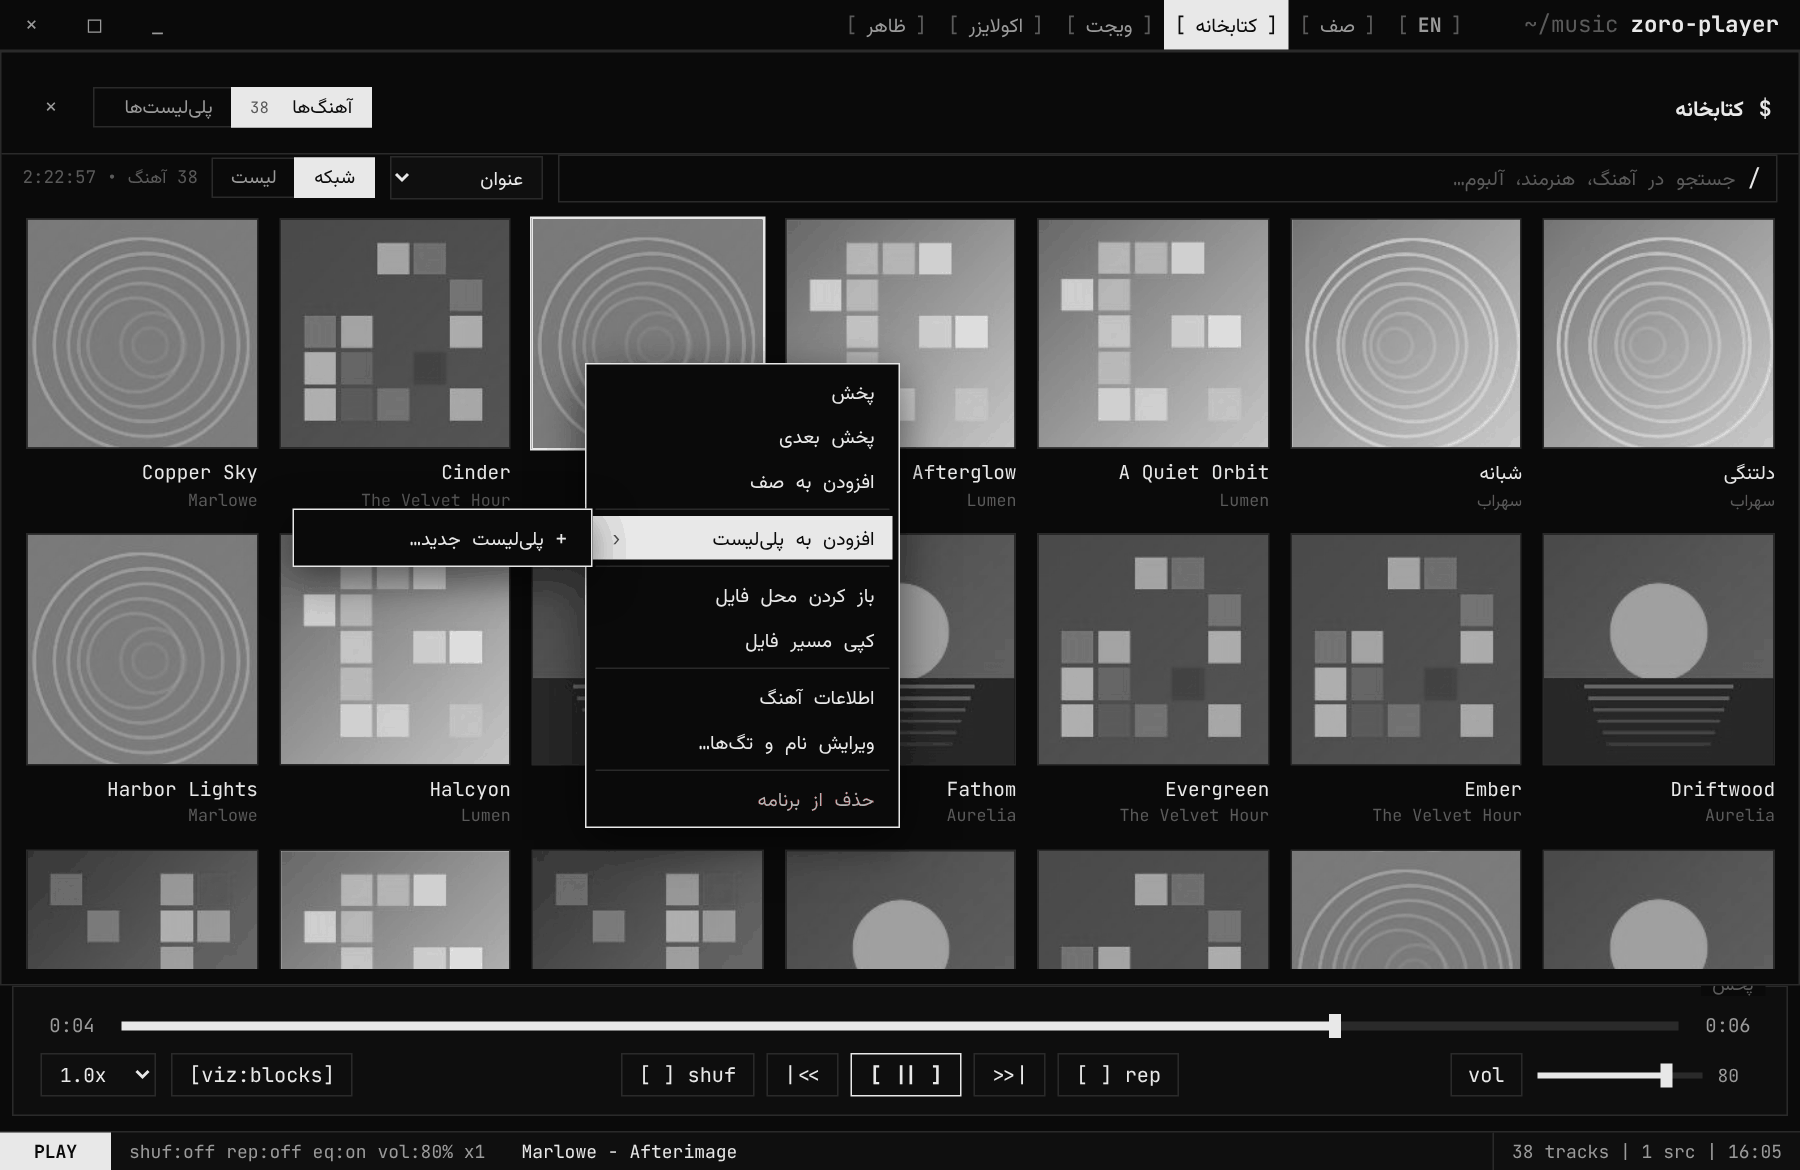 ~/music zoro-player
[ EN ] [ صف ] [ کتابخانه ] [ ویجت ] [ اکولایزر ] [ ظاهر ]
_ □ ×
$ کتابخانه
آهنگ‌ها 38 پلی‌لیست‌ها ×
/ جستجو در آهنگ، هنرمند، آلبوم…
عنوان
شبکه لیست
38 آهنگ • 2:22:57
دلتنگی
سهراب
شبانه
سهراب
A Quiet Orbit
Lumen
Afterglow
Lumen
Cinder
The Velvet Hour
Copper Sky
Marlowe
پخش
پخش بعدی
افزودن به صف
افزودن به پلی‌لیست ›
+ پلی‌لیست جدید…
باز کردن محل فایل
کپی مسیر فایل
اطلاعات آهنگ
ویرایش نام و تگ‌ها…
حذف از برنامه
Driftwood
Aurelia
Ember
The Velvet Hour
Evergreen
The Velvet Hour
Fathom
Aurelia
Halcyon
Lumen
Harbor Lights
Marlowe
پخش
0:04 0:06
1.0x [viz:blocks] [ ] shuf |<< [ || ] >>| [ ] rep vol 80
PLAY shuf:off rep:off eq:on vol:80% x1 Marlowe - Afterimage 38 tracks | 1 src | 16:05